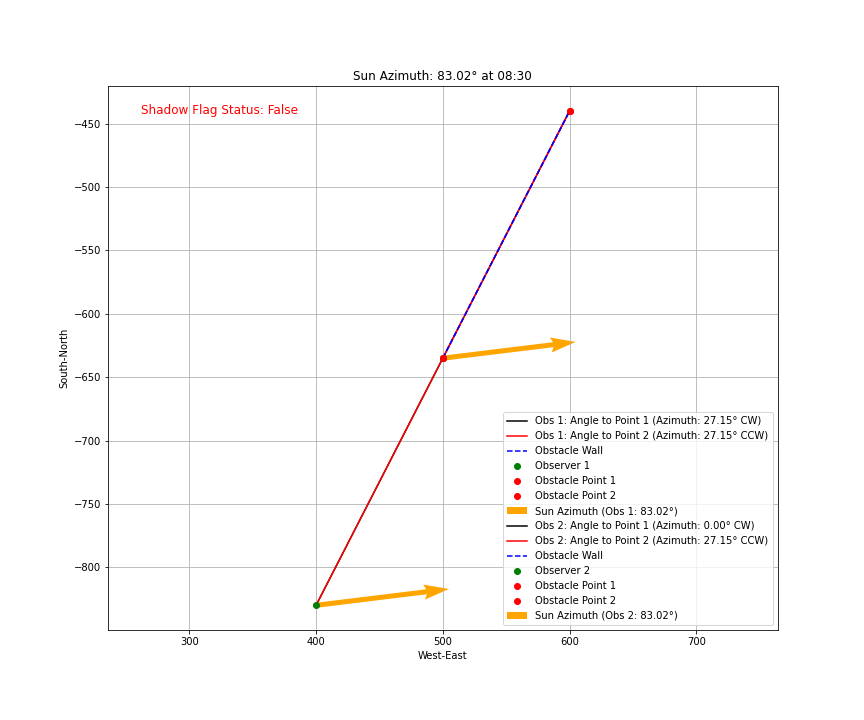 Sun Azimuth: 83.02° at 08:30
Shadow Flag Status: False
−450
−500
−550
−600
−650
−700
−750
−800
South-North
Obs 1: Angle to Point 1 (Azimuth: 27.15° CW)
Obs 1: Angle to Point 2 (Azimuth: 27.15° CCW)
Obstacle Wall
Observer 1
Obstacle Point 1
Obstacle Point 2
Sun Azimuth (Obs 1: 83.02°)
Obs 2: Angle to Point 1 (Azimuth: 0.00° CW)
Obs 2: Angle to Point 2 (Azimuth: 27.15° CCW)
Obstacle Wall
Observer 2
Obstacle Point 1
Obstacle Point 2
Sun Azimuth (Obs 2: 83.02°)
300 400 500 600 700
West-East